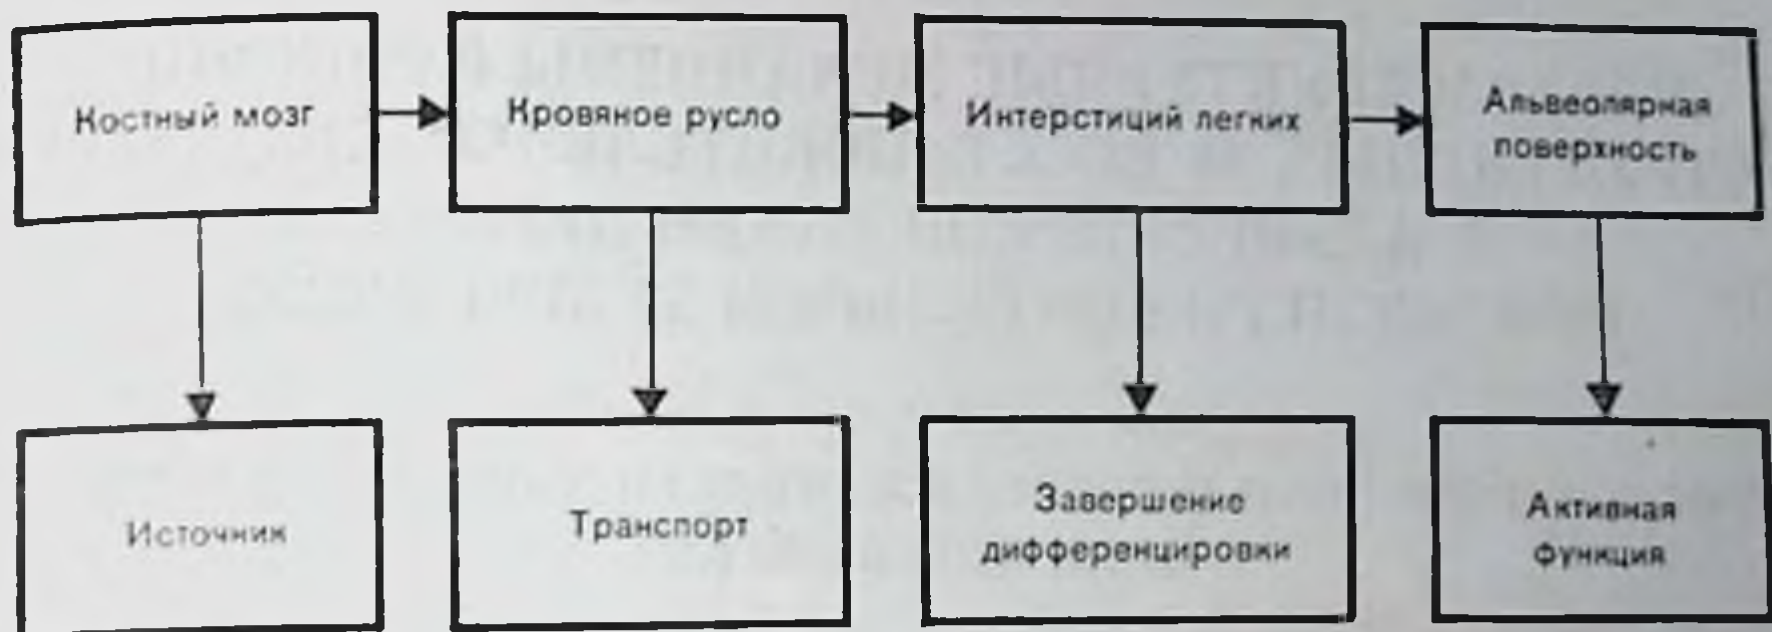 Костный мозг
Кровяное русло
Интерстиций легких
Альвеолярная
поверхность
Источник
Транспорт
Завершение
дифференцировки
Активная
функция